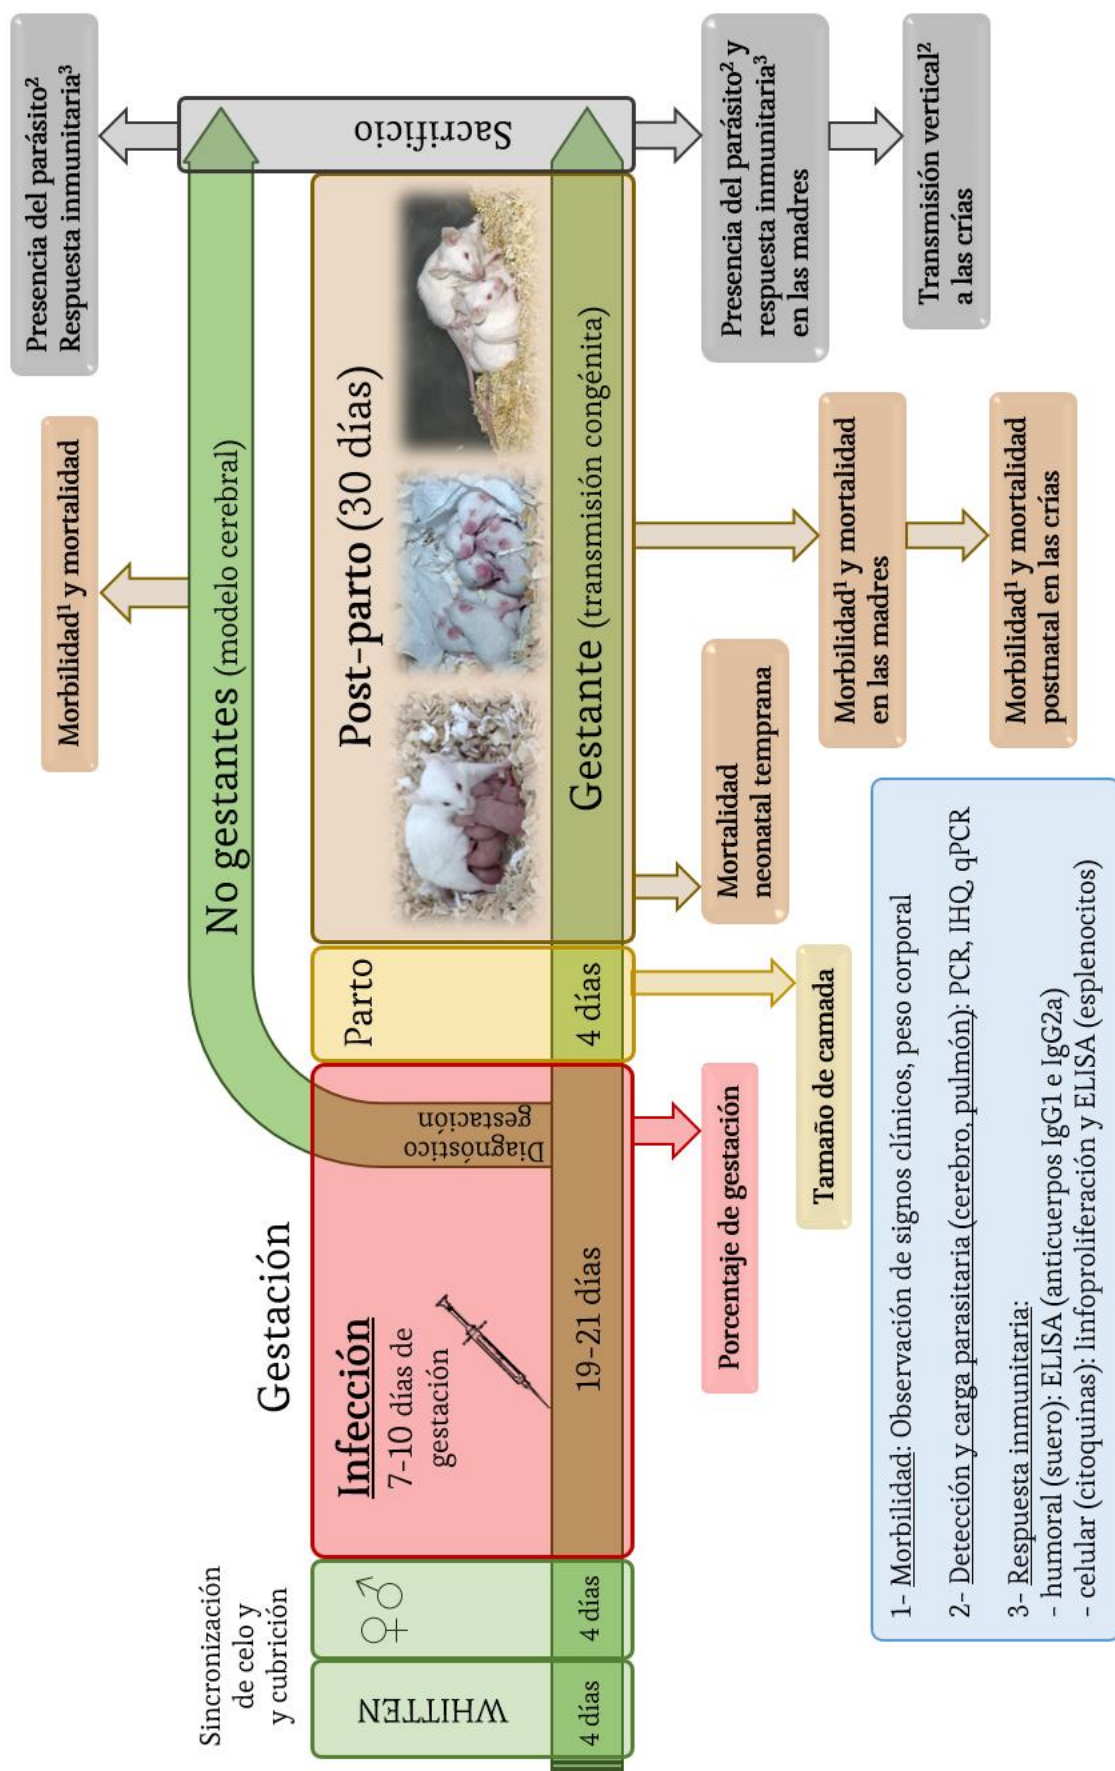 Sincronización
de celo y
y cubrición
WHITTEN
4 días
♀♂
4 días
Gestación
Infección
7-10 días de
gestación
19-21 días
Diagnóstico
gestación
Parto
4 días
Post-parto (30 días)
No gestantes (modelo cerebral)
Gestante (transmisión congénita)
Sacrificio
Morbilidad¹ y mortalidad
Presencia del parásito²
Respuesta inmunitaria³
Porcentaje de gestación
Tamaño de camada
Mortalidad
neonatal temprana
Morbilidad¹ y mortalidad
en las madres
Morbilidad¹ y mortalidad
postnatal en las crías
Presencia del parásito² y
respuesta inmunitaria³
en las madres
Transmisión vertical²
a las crías
1- Morbilidad: Observación de signos clínicos, peso corporal
2- Detección y carga parasitaria (cerebro, pulmón): PCR, IHQ, qPCR
3- Respuesta inmunitaria:
- humoral (suero): ELISA (anticuerpos IgG1 e IgG2a)
- celular (citoquinas): linfoproliferación y ELISA (esplenocitos)